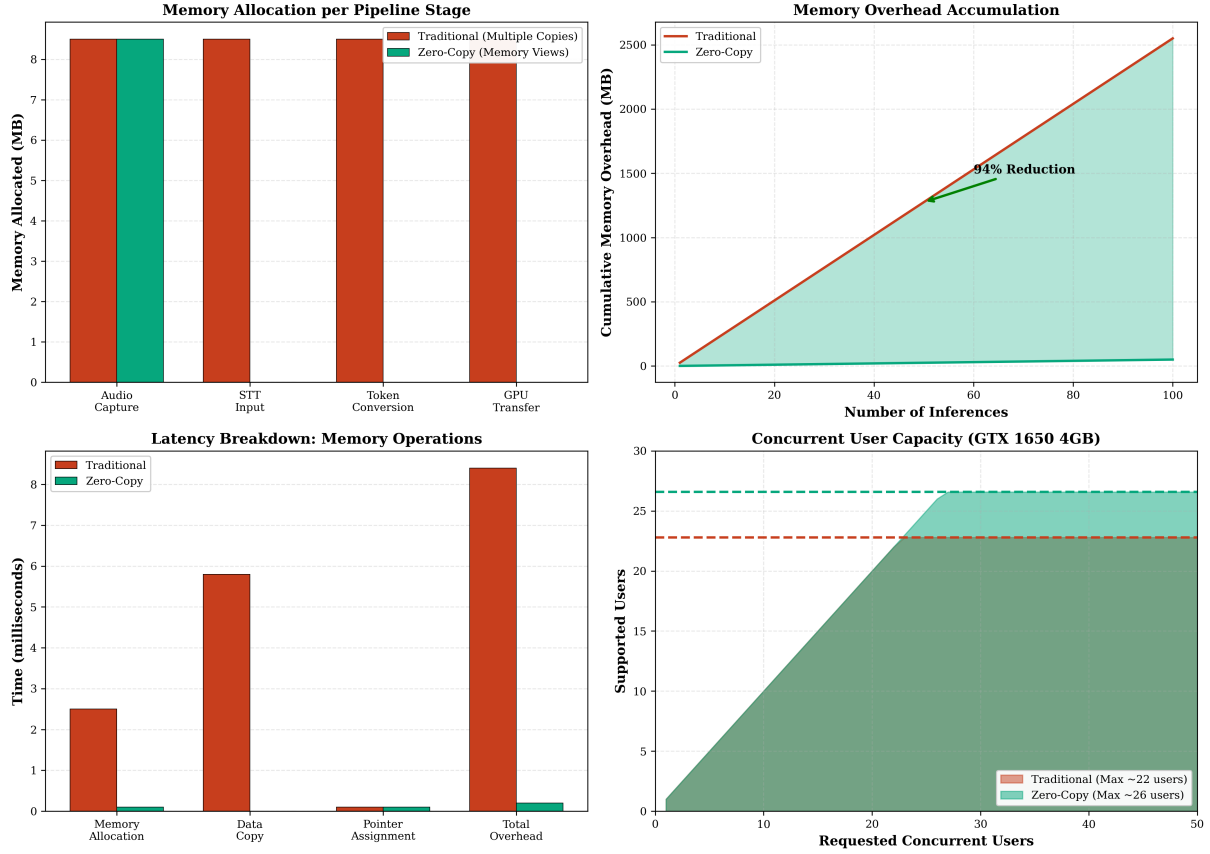 Memory Allocation per Pipeline Stage
Traditional (Multiple Copies)
Zero-Copy (Memory Views)
Memory Allocated (MB)
8
7
6
5
4
3
2
1
0
Audio
Capture
STT
Input
Token
Conversion
GPU
Transfer
Memory Overhead Accumulation
Traditional
Zero-Copy
Cumulative Memory Overhead (MB)
2500
2000
1500
1000
500
0
94% Reduction
0 20 40 60 80 100
Number of Inferences
Latency Breakdown: Memory Operations
Traditional
Zero-Copy
Time (milliseconds)
8
7
6
5
4
3
2
1
0
Memory
Allocation
Data
Copy
Pointer
Assignment
Total
Overhead
Concurrent User Capacity (GTX 1650 4GB)
Supported Users
30
25
20
15
10
5
0
Traditional (Max ~22 users)
Zero-Copy (Max ~26 users)
0 10 20 30 40 50
Requested Concurrent Users